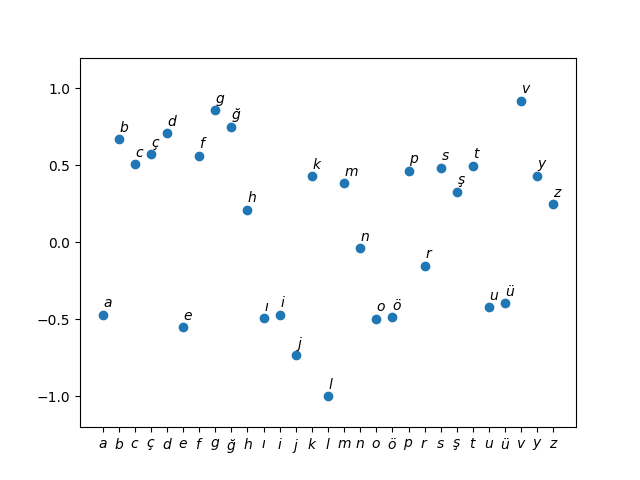 1.0
0.5
0.0
−0.5
−1.0
a
b
c
ç
d
e
f
g
ğ
h
ı
i
j
k
l
m
n
o
ö
p
r
s
ş
t
u
ü
v
y
z
a b c ç d e f g ğ h ı i j k l m n o ö p r s ş t u ü v y z